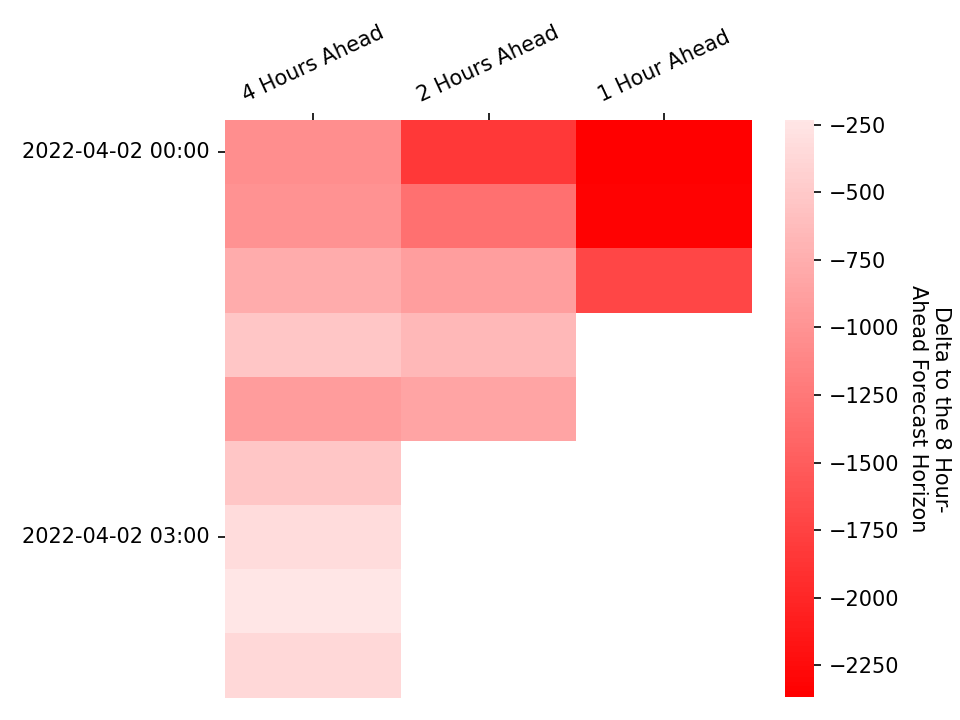 4 Hours Ahead
2 Hours Ahead
1 Hour Ahead
2022-04-02 00:00
2022-04-02 03:00
−250
−500
−750
−1000
−1250
−1500
−1750
−2000
−2250
Delta to the 8 Hour-
Ahead Forecast Horizon